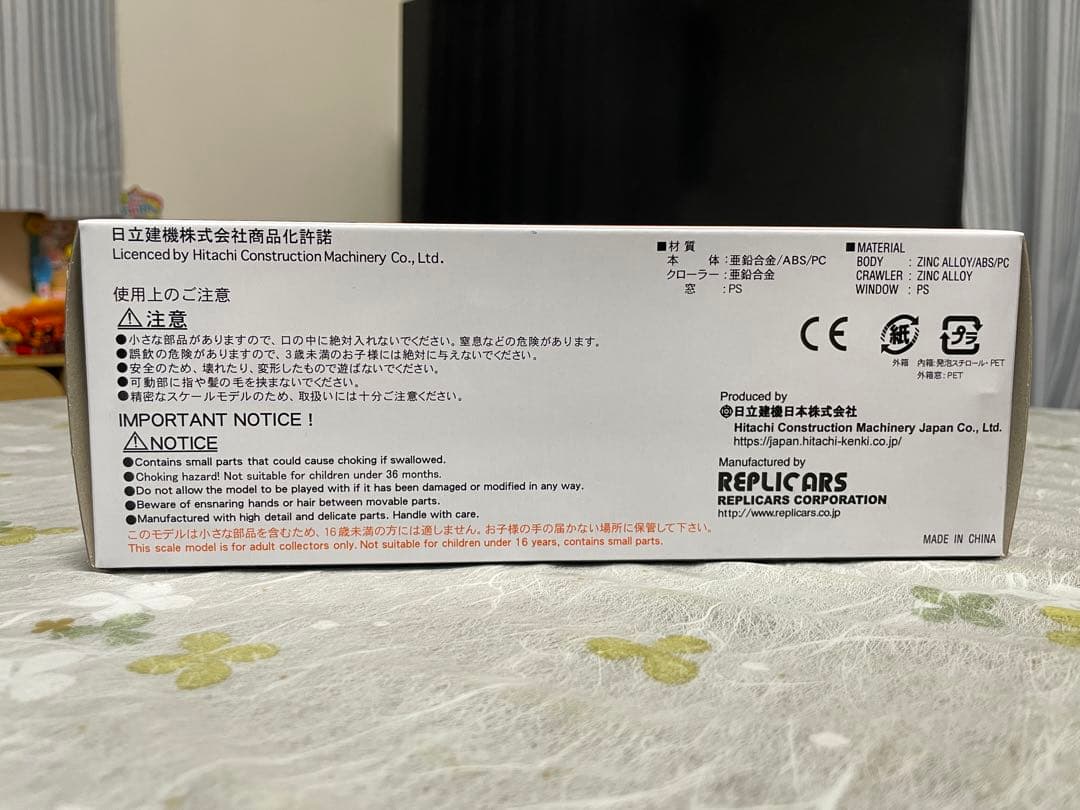 日立建機株式会社商品化許諾
Licenced by Hitachi Construction Machinery Co., Ltd.
使用上のご注意
⚠注意
●小さな部品がありますので、口の中に絶対入れないでください。窒息などの危険があります。
●誤飲の危険がありますので、3歳未満のお子様には絶対に与えないでください。
●安全のため、壊れたり、変形したもので遊ばないでください。
●可動部に指や髪の毛を挟まないでください。
●精密なスケールモデルのため、取扱いには十分ご注意ください。
IMPORTANT NOTICE!
⚠NOTICE
●Contains small parts that could cause choking if swallowed.
●Choking hazard! Not suitable for children under 36 months.
●Do not allow the model to be played with if it has been damaged or modified in any way.
●Beware of ensnaring hands or hair between movable parts.
●Manufactured with high detail and delicate parts. Handle with care.
このモデルは小さな部品を含むため、16歳未満の方には適しません。お子様の手の届かない場所に保管して下さい。
This scale model is for adult collectors only. Not suitable for children under 16 years, contains small parts.
■材質
本 体:亜鉛合金/ABS/PC
クローラー:亜鉛合金
窓 :PS
■MATERIAL
BODY : ZINC ALLOY/ABS/PC
CRAWLER : ZINC ALLOY
WINDOW : PS
CE
紙
プラ
外箱
内箱:発泡スチロール・PET
外箱窓:PET
Produced by
日立建機日本株式会社
Hitachi Construction Machinery Japan Co., Ltd.
https://japan.hitachi-kenki.co.jp/
Manufactured by
REPLICARS
REPLICARS CORPORATION
http://www.replicars.co.jp
MADE IN CHINA